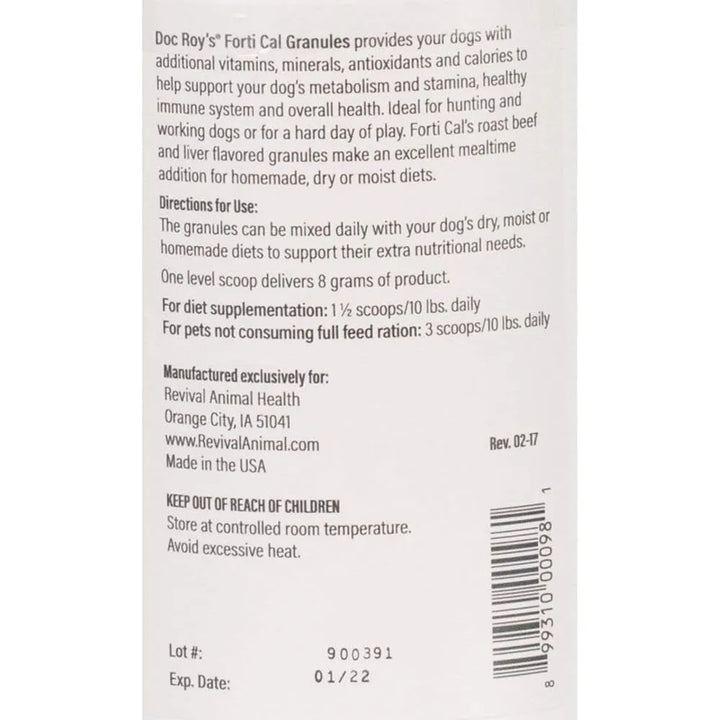 Doc Roy's® Forti Cal Granules provides your dogs with
additional vitamins, minerals, antioxidants and calories to
help support your dog's metabolism and stamina, healthy
immune system and overall health. Ideal for hunting and
working dogs or for a hard day of play. Forti Cal's roast beef
and liver flavored granules make an excellent mealtime
addition for homemade, dry or moist diets.
Directions for Use:
The granules can be mixed daily with your dog's dry, moist or
homemade diets to support their extra nutritional needs.
One level scoop delivers 8 grams of product.
For diet supplementation: 1 ½ scoops/10 lbs. daily
For pets not consuming full feed ration: 3 scoops/10 lbs. daily
Manufactured exclusively for:
Revival Animal Health
Orange City, IA 51041
www.RevivalAnimal.com
Made in the USA
Rev. 02-17
KEEP OUT OF REACH OF CHILDREN
Store at controlled room temperature.
Avoid excessive heat.
8 99310 00098 1
Lot #: 900391
Exp. Date: 01/22